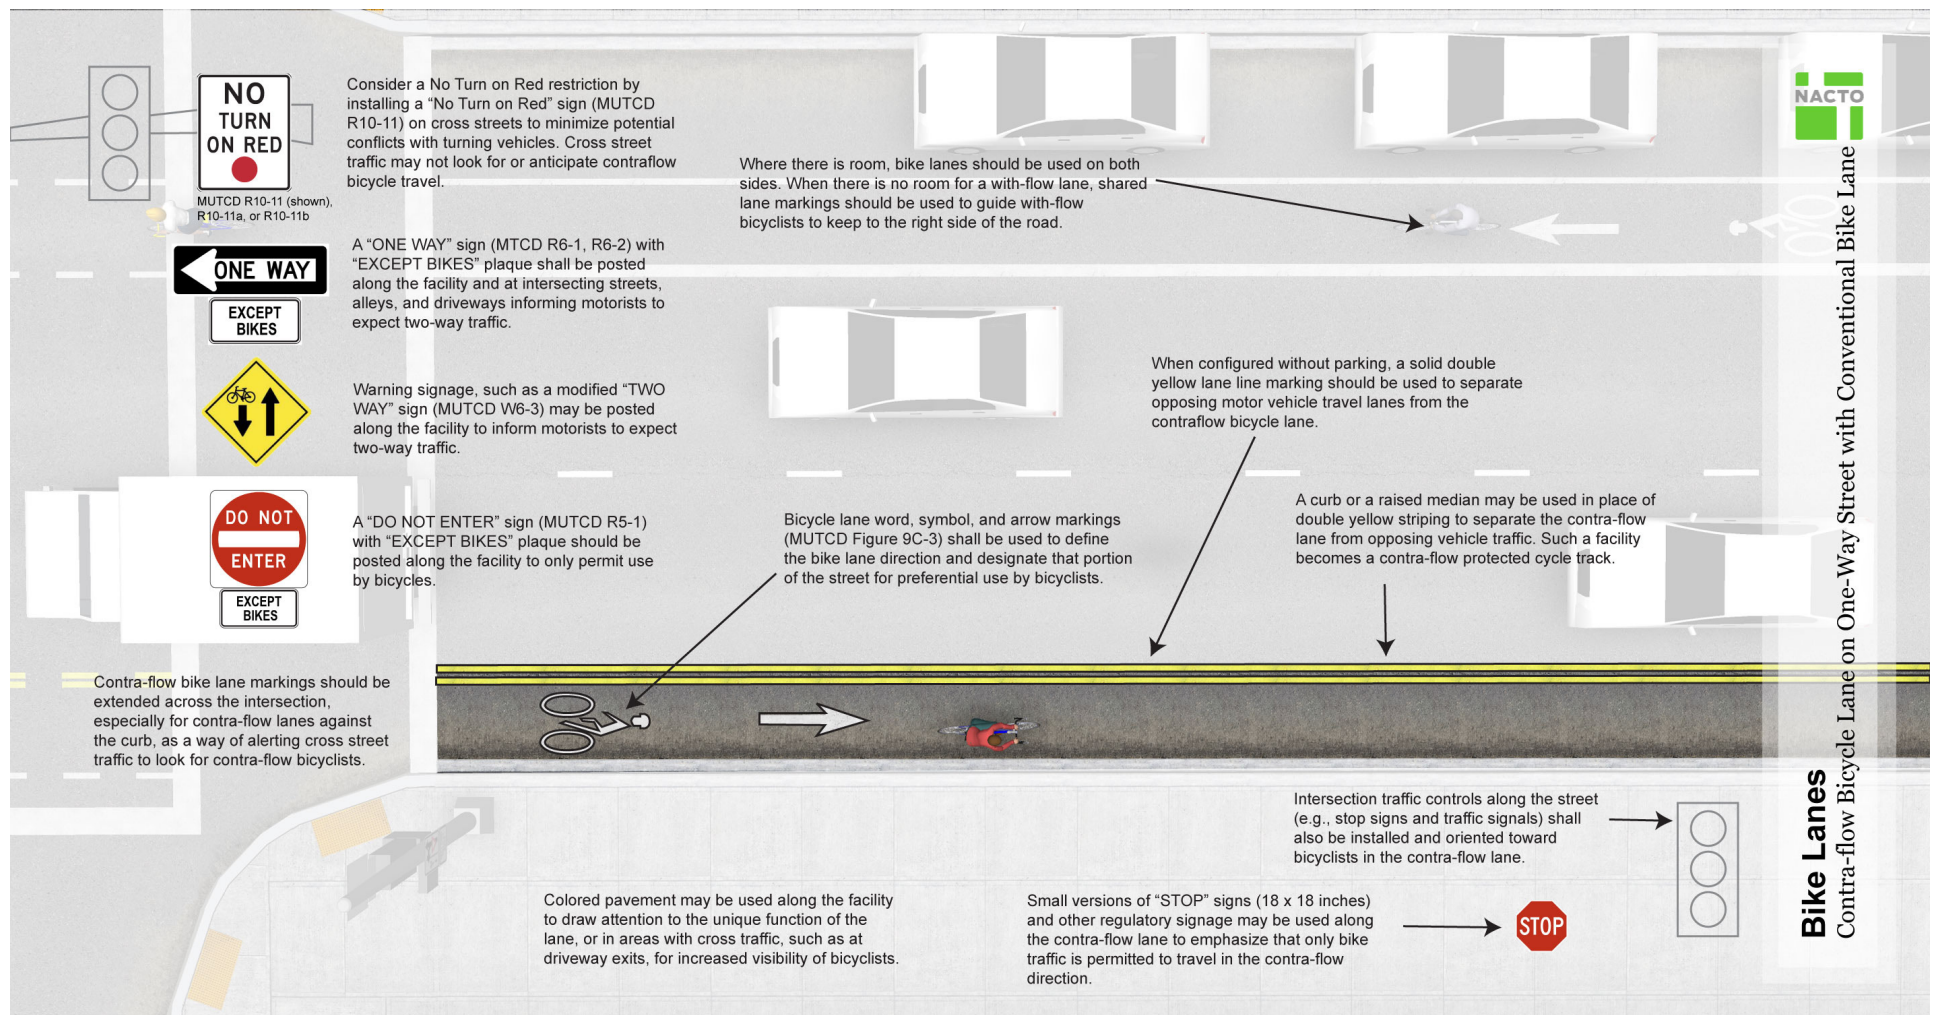 NO
TURN
ON RED
MUTCD R10-11 (shown),
R10-11a, or R10-11b
Consider a No Turn on Red restriction by
installing a “No Turn on Red” sign (MUTCD
R10-11) on cross streets to minimize potential
conflicts with turning vehicles. Cross street
traffic may not look for or anticipate contraflow
bicycle travel.
Where there is room, bike lanes should be used on both
sides. When there is no room for a with-flow lane, shared
lane markings should be used to guide with-flow
bicyclists to keep to the right side of the road.
NACTO
ONE WAY
EXCEPT
BIKES
A “ONE WAY” sign (MTCD R6-1, R6-2) with
“EXCEPT BIKES” plaque shall be posted
along the facility and at intersecting streets,
alleys, and driveways informing motorists to
expect two-way traffic.
Warning signage, such as a modified “TWO
WAY” sign (MUTCD W6-3) may be posted
along the facility to inform motorists to expect
two-way traffic.
When configured without parking, a solid double
yellow lane line marking should be used to separate
opposing motor vehicle travel lanes from the
contraflow bicycle lane.
DO NOT
ENTER
EXCEPT
BIKES
A “DO NOT ENTER” sign (MUTCD R5-1)
with “EXCEPT BIKES” plaque should be
posted along the facility to only permit use
by bicycles.
Bicycle lane word, symbol, and arrow markings
(MUTCD Figure 9C-3) shall be used to define
the bike lane direction and designate that portion
of the street for preferential use by bicyclists.
A curb or a raised median may be used in place of
double yellow striping to separate the contra-flow
lane from opposing vehicle traffic. Such a facility
becomes a contra-flow protected cycle track.
Contra-flow bike lane markings should be
extended across the intersection,
especially for contra-flow lanes against
the curb, as a way of alerting cross street
traffic to look for contra-flow bicyclists.
Intersection traffic controls along the street
(e.g., stop signs and traffic signals) shall
also be installed and oriented toward
bicyclists in the contra-flow lane.
Colored pavement may be used along the facility
to draw attention to the unique function of the
lane, or in areas with cross traffic, such as at
driveway exits, for increased visibility of bicyclists.
Small versions of “STOP” signs (18 x 18 inches)
and other regulatory signage may be used along
the contra-flow lane to emphasize that only bike
traffic is permitted to travel in the contra-flow
direction.
STOP
Bike Lanes
Contra-flow Bicycle Lane on One-Way Street with Conventional Bike Lane